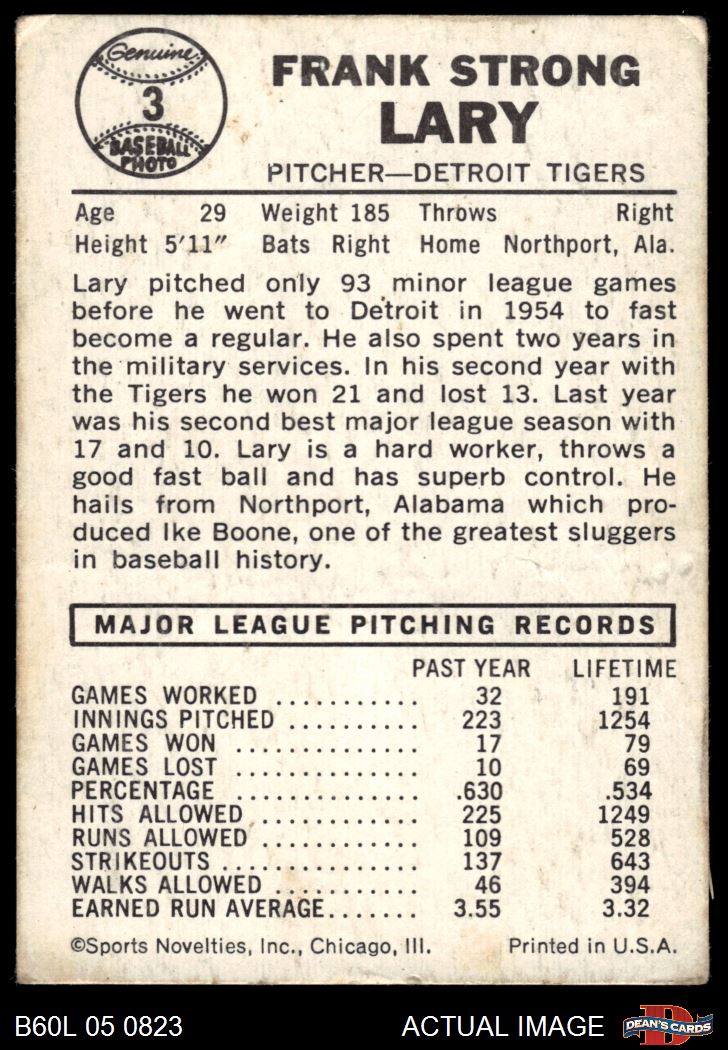 Genuine
3
BASEBALL
PHOTO
FRANK STRONG
LARY
PITCHER—DETROIT TIGERS
Age 29 Weight 185 Throws Right
Height 5'11" Bats Right Home Northport, Ala.
Lary pitched only 93 minor league games
before he went to Detroit in 1954 to fast
become a regular. He also spent two years in
the military services. In his second year with
the Tigers he won 21 and lost 13. Last year
was his second best major league season with
17 and 10. Lary is a hard worker, throws a
good fast ball and has superb control. He
hails from Northport, Alabama which pro-
duced Ike Boone, one of the greatest sluggers
in baseball history.
MAJOR LEAGUE PITCHING RECORDS
PAST YEAR LIFETIME
GAMES WORKED ........... 32 191
INNINGS PITCHED .......... 223 1254
GAMES WON .............. 17 79
GAMES LOST .............. 10 69
PERCENTAGE .............. .630 .534
HITS ALLOWED ............ 225 1249
RUNS ALLOWED ............ 109 528
STRIKEOUTS ............... 137 643
WALKS ALLOWED ........... 46 394
EARNED RUN AVERAGE....... 3.55 3.32
©Sports Novelties, Inc., Chicago, Ill. Printed in U.S.A.
B60L 05 0823 ACTUAL IMAGE D DEAN'S CARDS